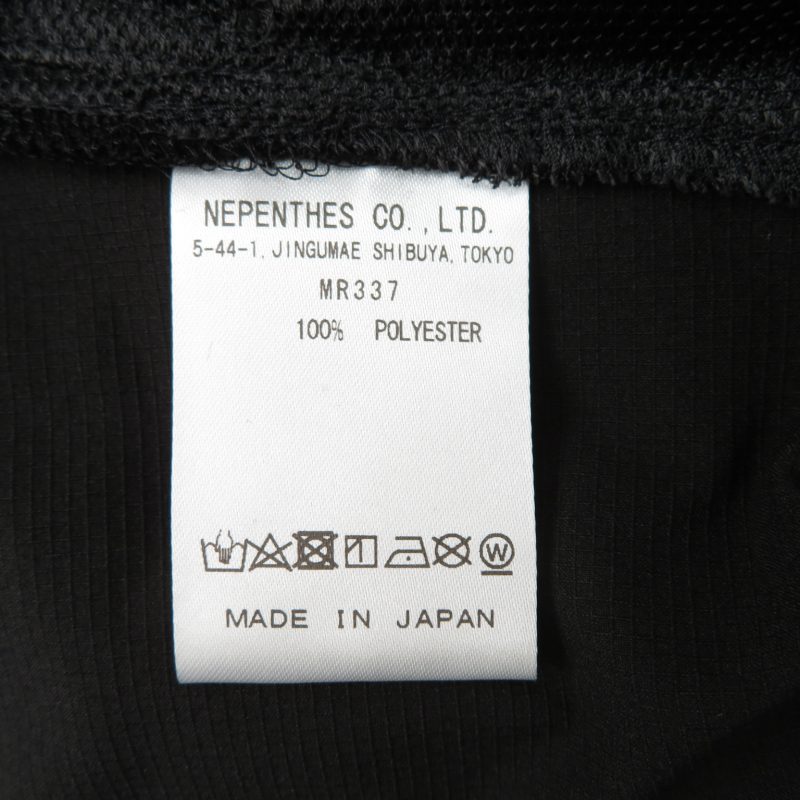 NEPENTHES CO.,LTD.
5-44-1, JINGUMAE SHIBUYA, TOKYO
MR337
100% POLYESTER
W
MADE IN JAPAN